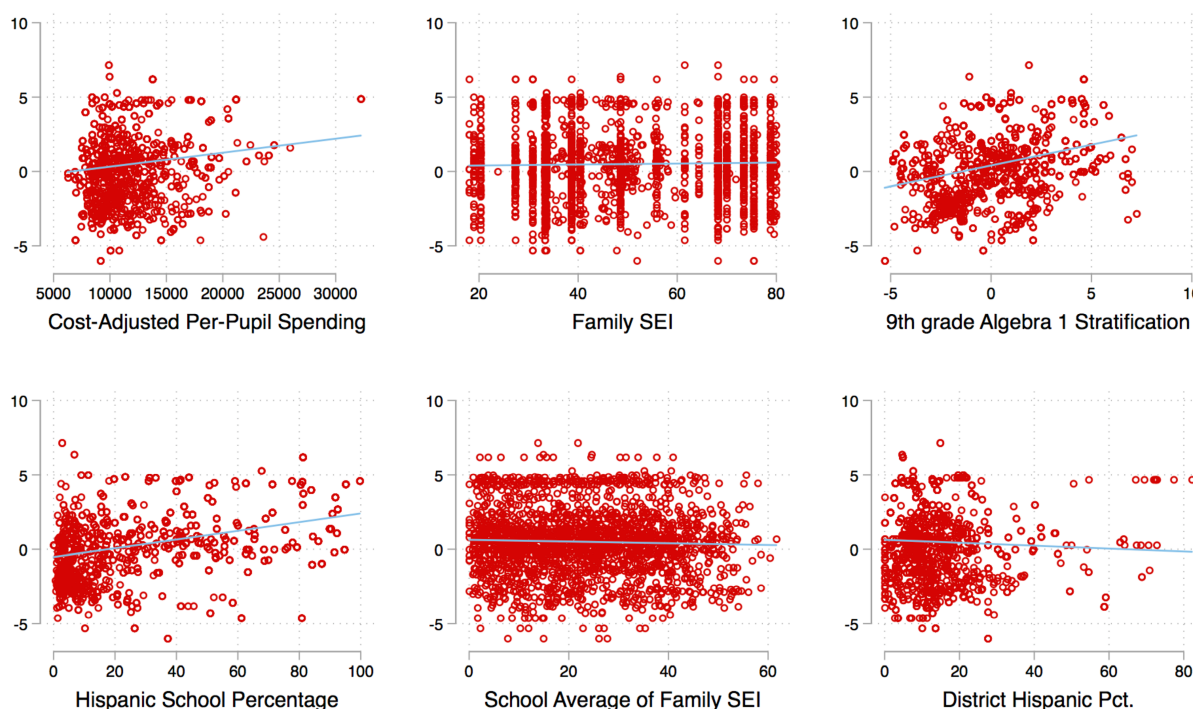 10
5
0
-5
5000 10000 15000 20000 25000 30000
Cost-Adjusted Per-Pupil Spending
10
5
0
-5
20 40 60 80
Family SEI
10
5
0
-5
-5 0 5 10
9th grade Algebra 1 Stratification
10
5
0
-5
0 20 40 60 80 100
Hispanic School Percentage
10
5
0
-5
0 20 40 60
School Average of Family SEI
10
5
0
-5
0 20 40 60 80
District Hispanic Pct.